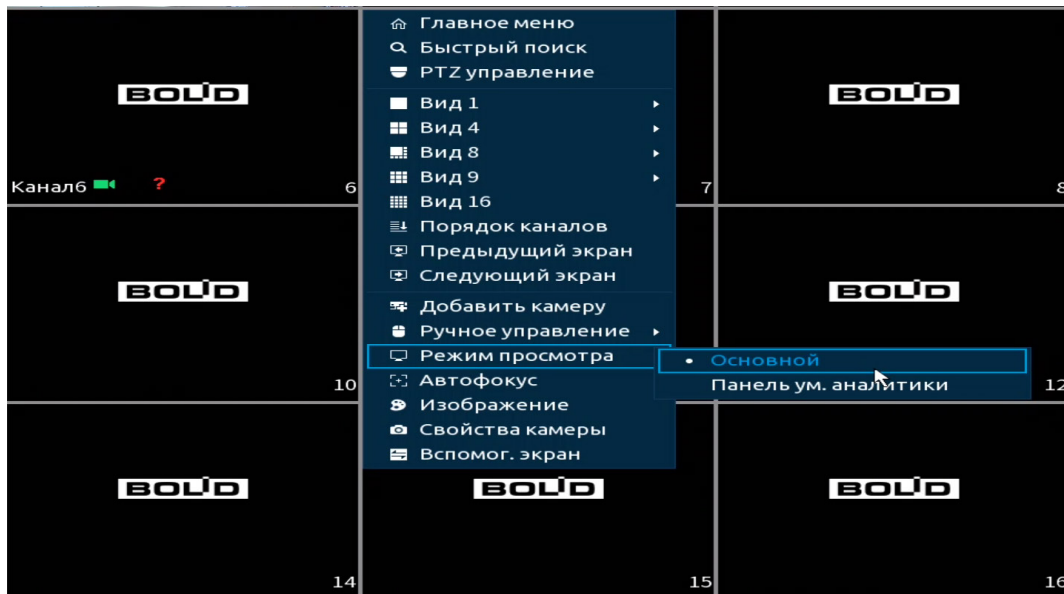 Главное меню
Быстрый поиск
PTZ управление
BOLID
BOLID
Вид 1
Вид 4
Вид 8
Вид 9
Канал6 ? 6
7
8
Вид 16
Порядок каналов
Предыдущий экран
Следующий экран
BOLID
BOLID
Добавить камеру
Ручное управление
Режим просмотра
Основной
Панель ум. аналитики
10
12
Автофокус
Изображение
Свойства камеры
Вспомог. экран
BOLID
BOLID
BOLID
14
15
16